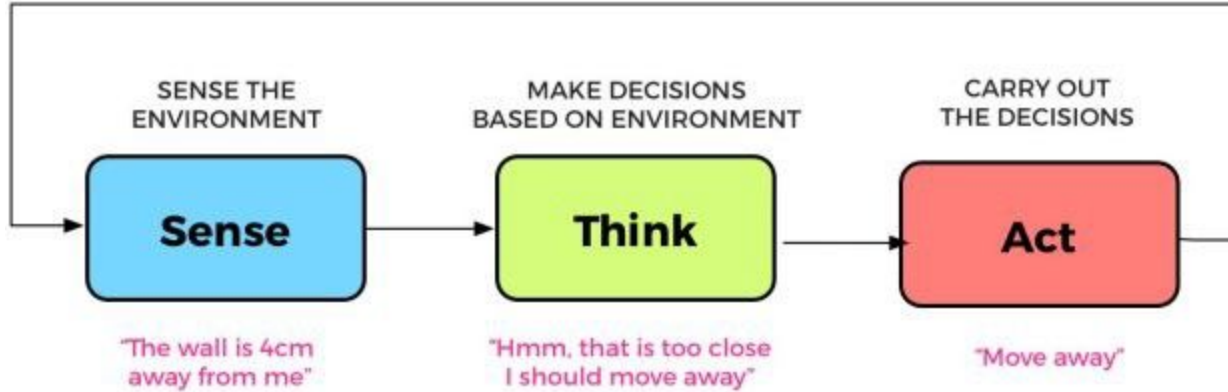 SENSE THE
ENVIRONMENT
Sense
"The wall is 4cm
away from me"
MAKE DECISIONS
BASED ON ENVIRONMENT
Think
"Hmm, that is too close
I should move away"
CARRY OUT
THE DECISIONS
Act
"Move away"